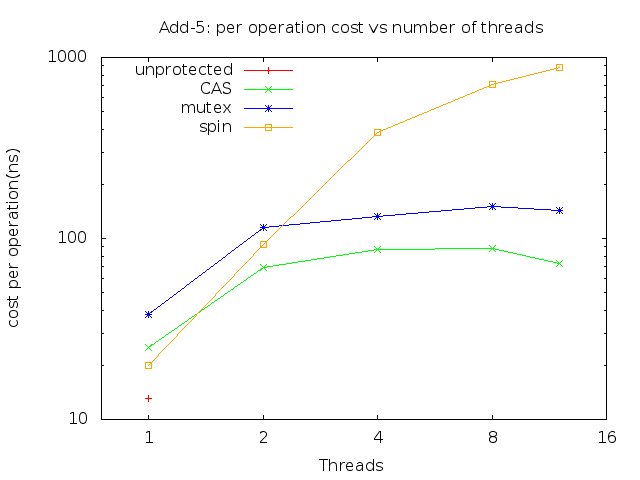 Add-5: per operation cost vs number of threads
1000
unprotected
CAS
mutex
spin
100
cost per operation(ns)
10
1 2 4 8 16
Threads